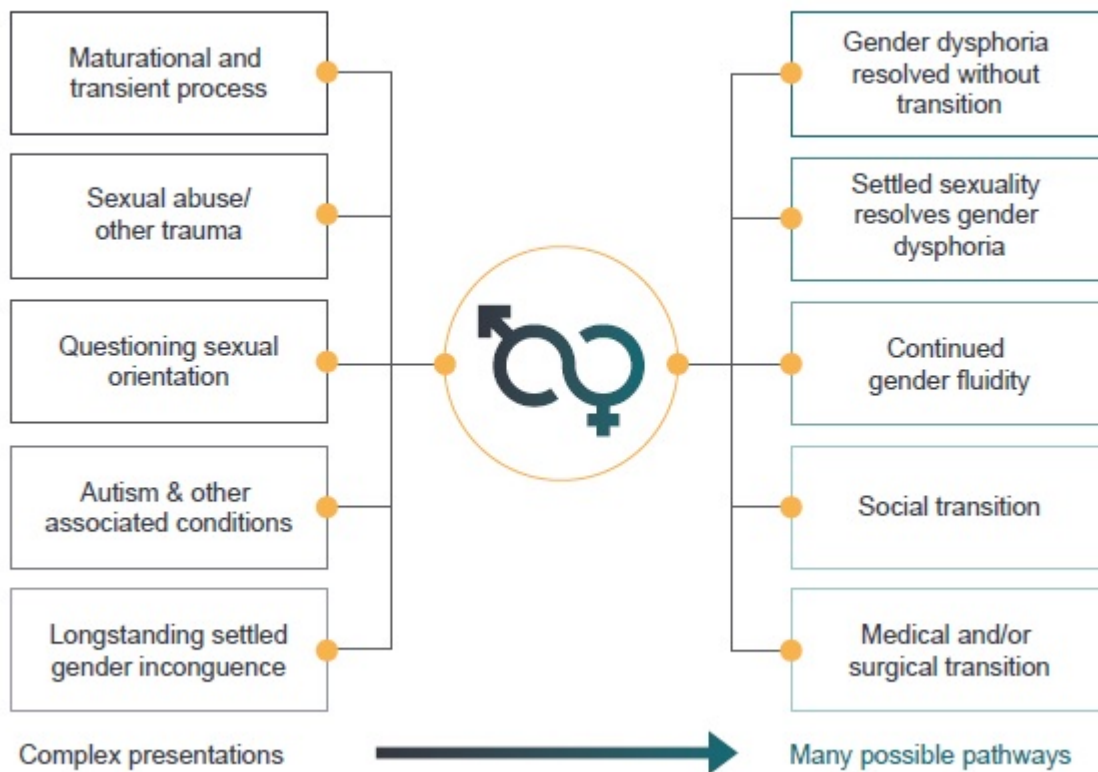 Maturational and
transient process
Sexual abuse/
other trauma
Questioning sexual
orientation
Autism & other
associated conditions
Longstanding settled
gender inconguence
Complex presentations
Gender dysphoria
resolved without
transition
Settled sexuality
resolves gender
dysphoria
Continued
gender fluidity
Social transition
Medical and/or
surgical transition
Many possible pathways